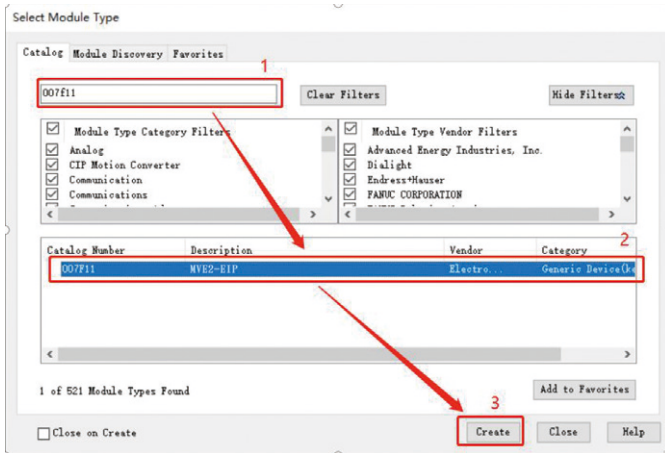 Select Module Type
Catalog Module Discovery Favorites
1
007f11 Clear Filters Hide Filters
Module Type Category Filters Module Type Vendor Filters
Analog Advanced Energy Industries, Inc.
CIP Motion Converter Dialight
Communication Endress+Hauser
Communications FANUC CORPORATION
2
Catalog Number Description Vendor Category
007F11 MVE2-EIP Electro... Generic Device(ke
1 of 521 Module Types Found Add to Favorites
3
Close on Create Create Close Help